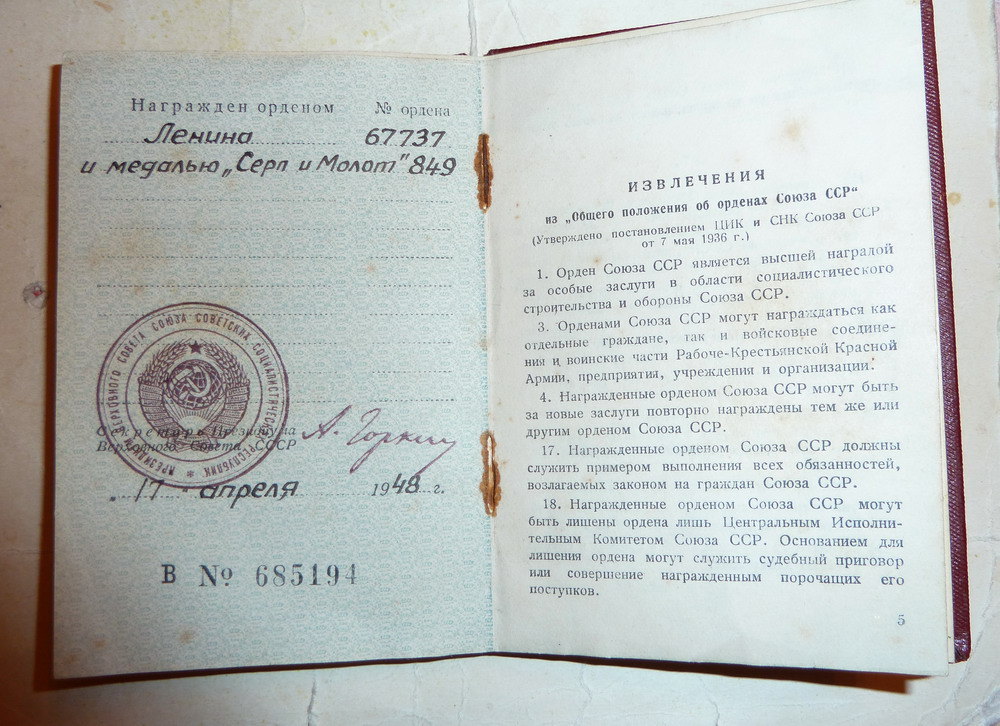 Награжден орденом № ордена
Ленина 67737
и медалью „Серп и Молот" 849
ПРЕЗИДИУМ ВЕРХОВНОГО СОВЕТА СОЮЗА СОВЕТСКИХ СОЦИАЛИСТИЧЕСКИХ РЕСПУБЛИК
Секретарь Президиума
Верховного Совета СССР
А. Горкин
17 апреля 1948 г.
В № 685194
ИЗВЛЕЧЕНИЯ
из „Общего положения об орденах Союза ССР"
(Утверждено постановлением ЦИК и СНК Союза ССР
от 7 мая 1936 г.)
1. Орден Союза ССР является высшей наградой
за особые заслуги в области социалистического
строительства и обороны Союза ССР.
3. Орденами Союза ССР могут награждаться как
отдельные граждане, так и войсковые соедине-
ния и воинские части Рабоче-Крестьянской Красной
Армии, предприятия, учреждения и организации.
4. Награжденные орденом Союза ССР могут быть
за новые заслуги повторно награждены тем же или
другим орденом Союза ССР.
17. Награжденные орденом Союза ССР должны
служить примером выполнения всех обязанностей,
возлагаемых законом на граждан Союза ССР.
18. Награжденные орденом Союза ССР могут
быть лишены ордена лишь Центральным Исполни-
тельным Комитетом Союза ССР. Основанием для
лишения ордена могут служить судебный приговор
или совершение награжденным порочащих его
поступков.
5